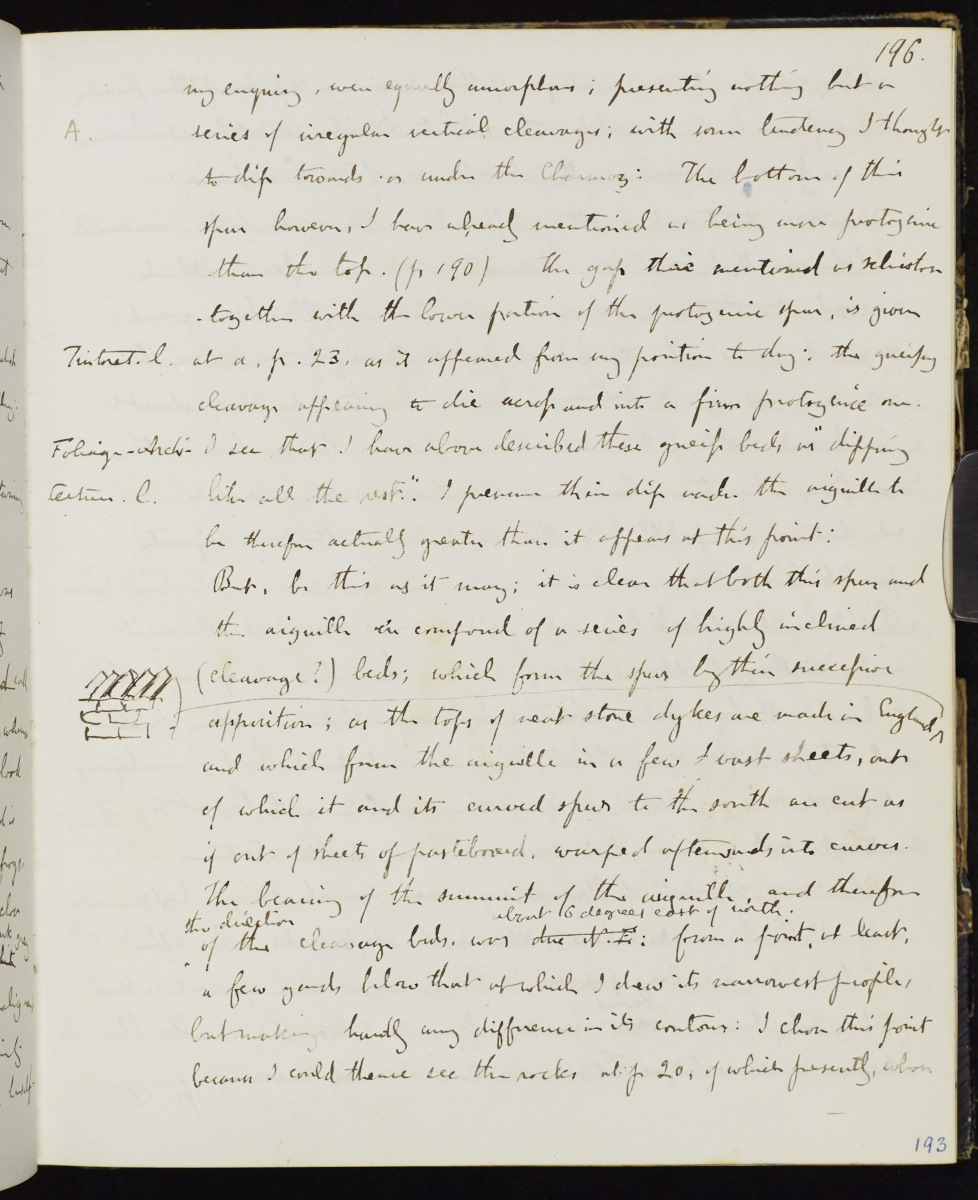 196.
my enquiry, were equally amorphous; presenting nothing but a
A.
series of irregular vertical cleavages; with some tendency I thought
to dip towards or under the Charmoz: The bottom of this
spur however, I have already mentioned as being more protogine
than the top. (p 190) the gap there mentioned as schistose
together with the lower portion of the protogine spur, is given
Tintoret. l.
at a. p. 23. as it appeared from my position to day: the gneissy
cleavage appearing to die across and into a firm protogine one.
Foliage-Archi-
tecture. l.
I see that I have above described these gneiss beds as "dipping
like all the rest": I presume their dip under the aiguille to
be therefore actually greater than it appears at this point:
But, be this as it may; it is clear that both this spur and
the aiguille are composed of a series of highly inclined
(cleavage?) beds; which form the spur by their successive
apposition; as the tops of neat stone dykes are made in England,
and which form the aiguille in a few vast sheets, out
of which it and its curved spur to the south are cut as
if out of sheets of pasteboard, warped afterwards into curves.
The bearing of the summit of the aiguille, and therefore
the direction
about 6 degrees east of north.
of the cleavage beds. was due N. E: from a point, at least,
a few yards below that at which I drew its narrowest profile,
but making hardly any difference in its contour: I chose this point
because I could thence see the rocks at p 20, of which presently, whose
193